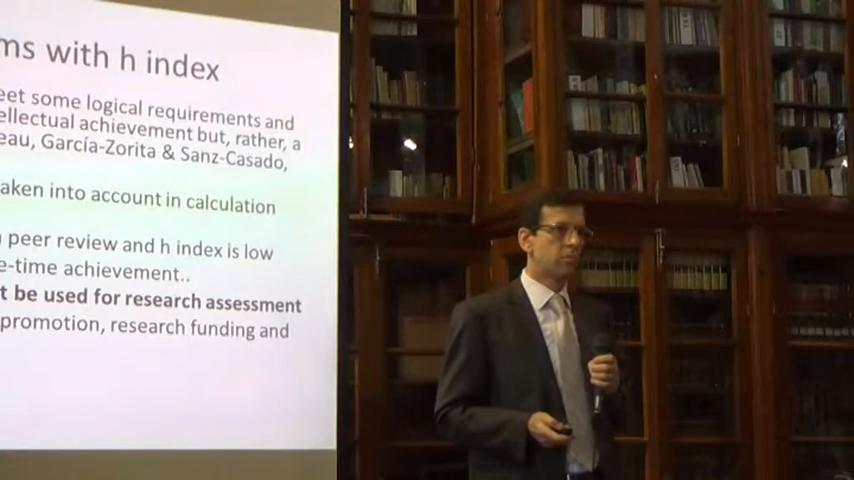 ms with h index
eet some logical requirements and
ellectual achievement but, rather, a
eau, García-Zorita & Sanz-Casado,
aken into account in calculation
peer review and h index is low
e-time achievement..
t be used for research assessment
promotion, research funding and